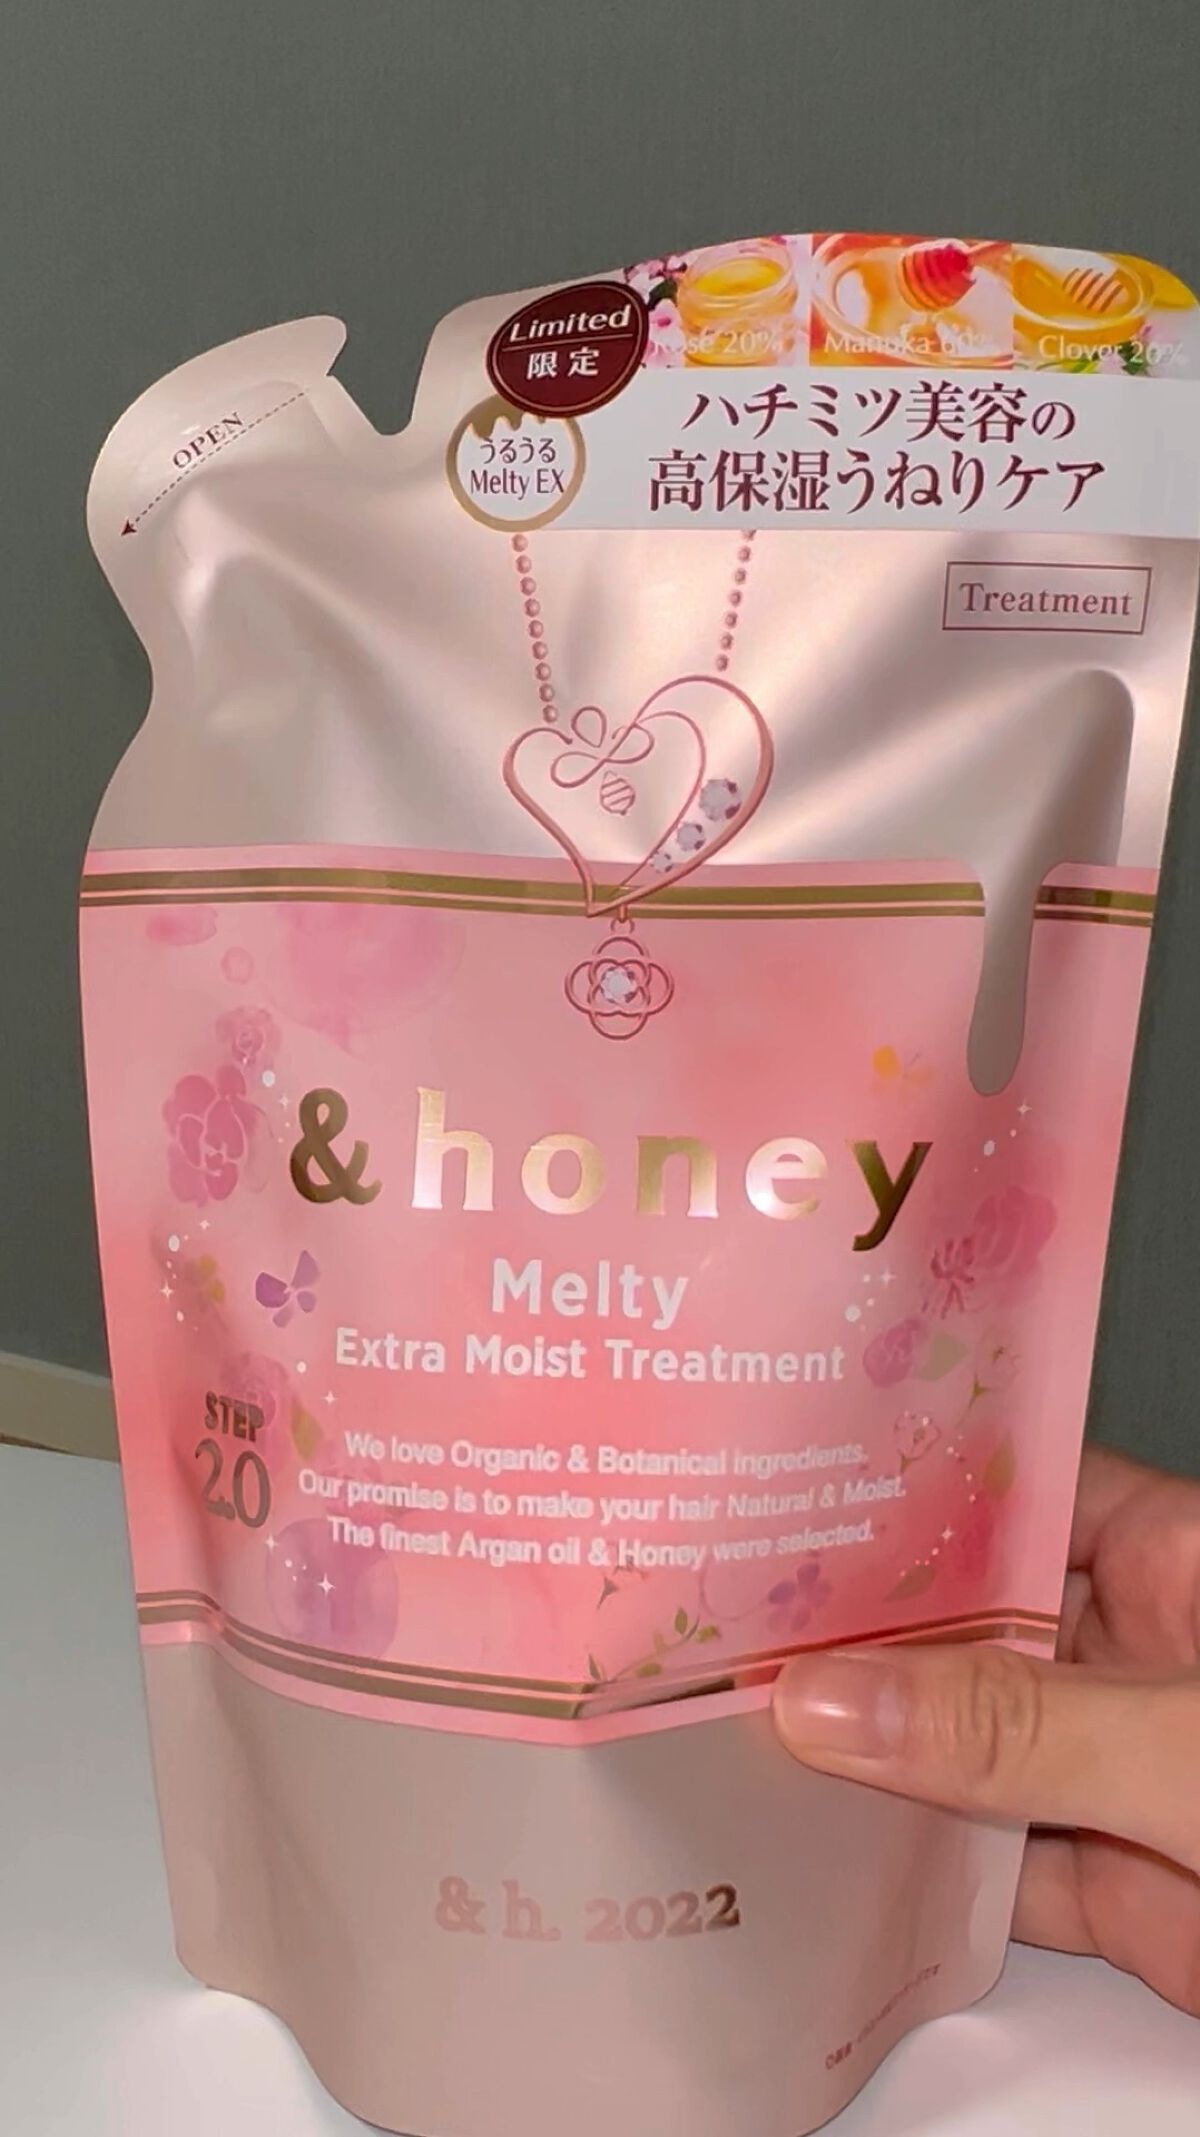 Limited
限定
Rose 20%
Manuka 60%
Clover 20%
OPEN
うるうる
Melty EX
ハチミツ美容の
高保湿うねりケア
Treatment
&honey
Melty
Extra Moist Treatment
STEP
2.0
We love Organic & Botanical ingredients.
Our promise is to make your hair Natural & Moist.
The finest Argan oil & Honey were selected.
& h. 2022